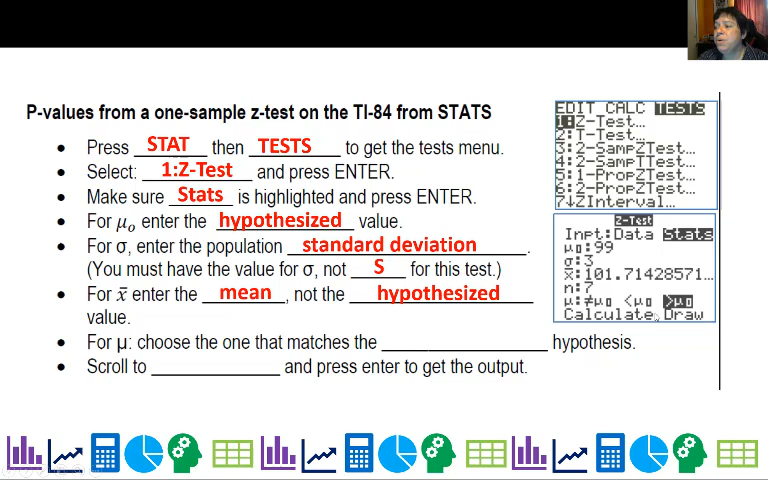 P-values from a one-sample z-test on the TI-84 from STATS
• Press STAT then TESTS to get the tests menu.
• Select: 1:Z-Test and press ENTER.
• Make sure Stats is highlighted and press ENTER.
• For μₒ enter the hypothesized value.
• For σ, enter the population standard deviation.
(You must have the value for σ, not S for this test.)
• For x̄ enter the mean, not the hypothesized
value.
• For μ: choose the one that matches the ____________ hypothesis.
• Scroll to ____________ and press enter to get the output.
EDIT CALC TESTS
1:Z-Test…
2:T-Test…
3:2-SampZTest…
4:2-SampTTest…
5:1-PropZTest…
6:2-PropZTest…
7↓ZInterval…
Z-Test
Inpt:Data Stats
μ₀:99
σ:3
x̄:101.71428571…
n:7
μ:≠μ₀ <μ₀ >μ₀
Calculate Draw